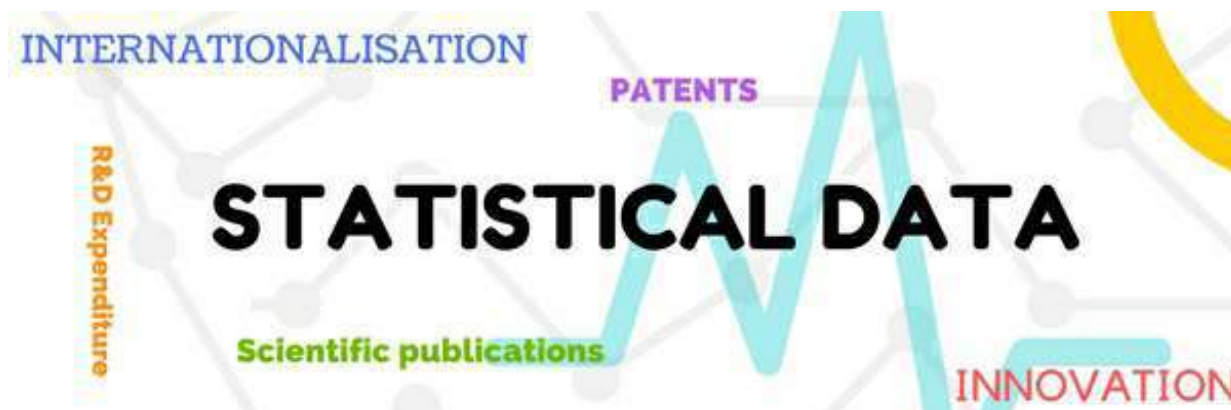 INTERNATIONALISATION
PATENTS
R&D Expenditure
STATISTICAL DATA
Scientific publications
INNOVATION